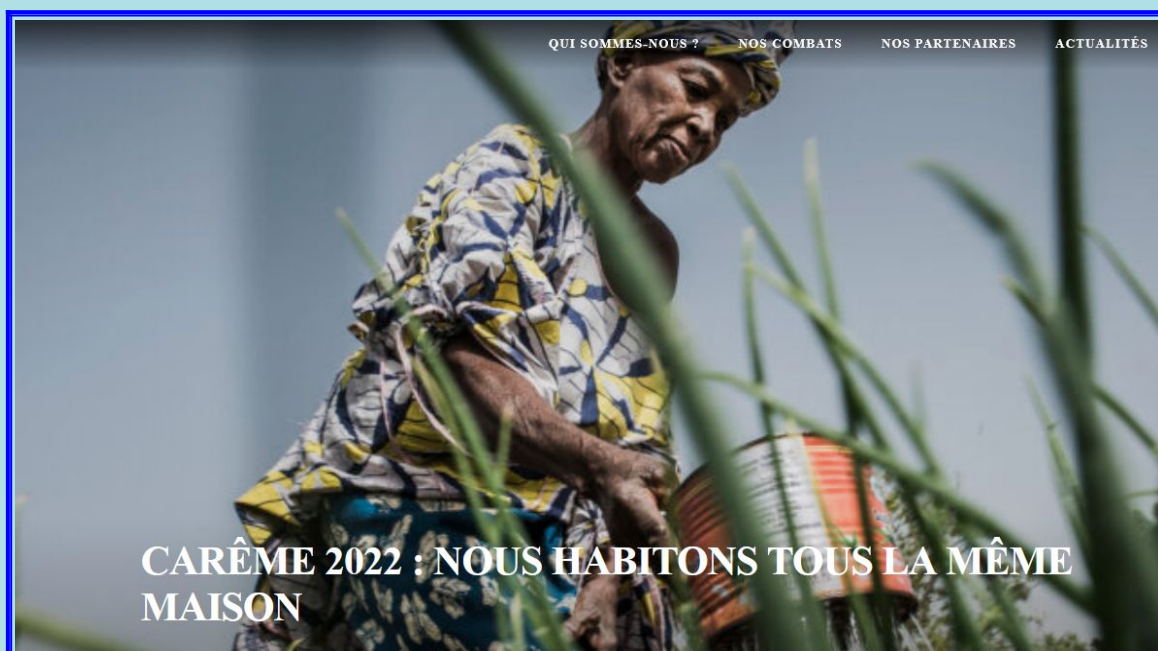 QUI SOMMES-NOUS ? NOS COMBATS NOS PARTENAIRES ACTUALITÉS
CARÊME 2022 : NOUS HABITONS TOUS LA MÊME
MAISON